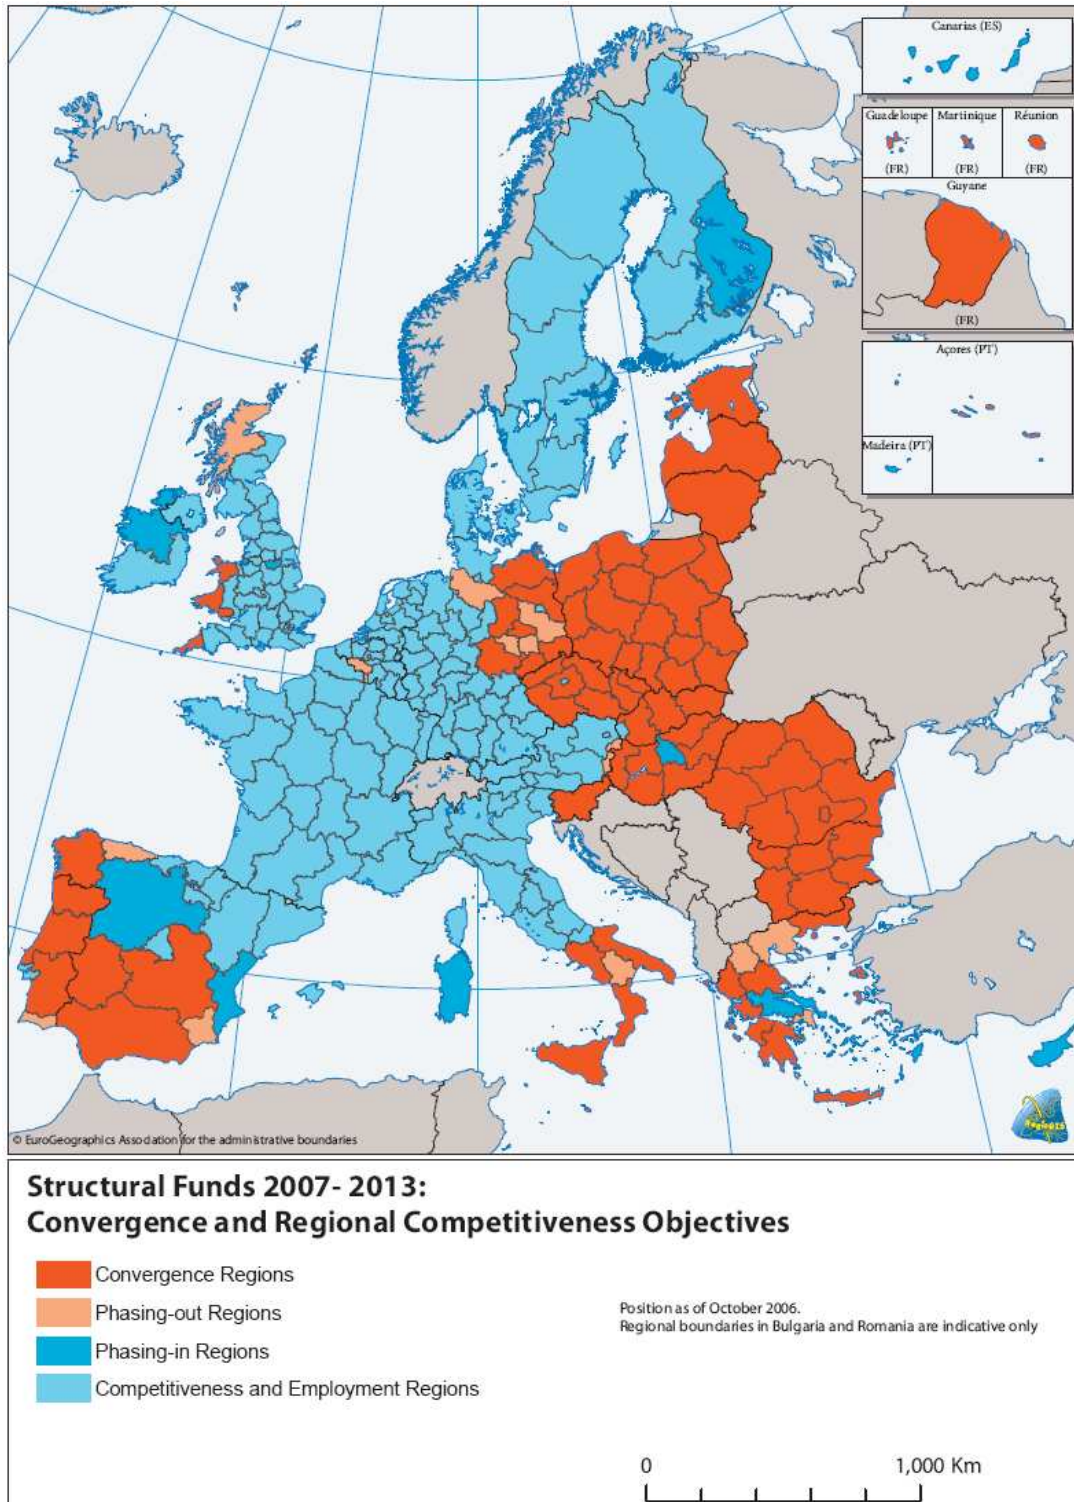 Canarias (ES)
Guadeloupe
Martinique
Réunion
(FR)
(FR)
(FR)
Guyane
(FR)
Açores (PT)
Madeira (PT)
RegioGIS
© EuroGeographics Association for the administrative boundaries
Structural Funds 2007- 2013:
Convergence and Regional Competitiveness Objectives
Convergence Regions
Phasing-out Regions
Phasing-in Regions
Competitiveness and Employment Regions
Position as of October 2006.
Regional boundaries in Bulgaria and Romania are indicative only
0
1,000 Km